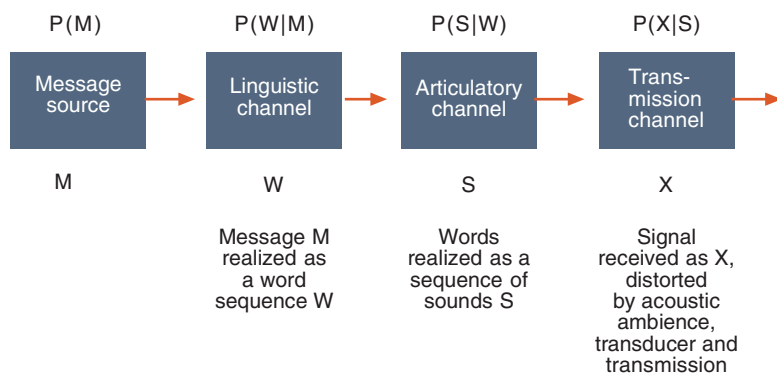 P(M)
P(W|M)
P(S|W)
P(X|S)
Message
source
Linguistic
channel
Articulatory
channel
Trans-
mission
channel
M
W
S
X
Message M
realized as
a word
sequence W
Words
realized as a
sequence of
sounds S
Signal
received as X,
distorted
by acoustic
ambience,
transducer and
transmission